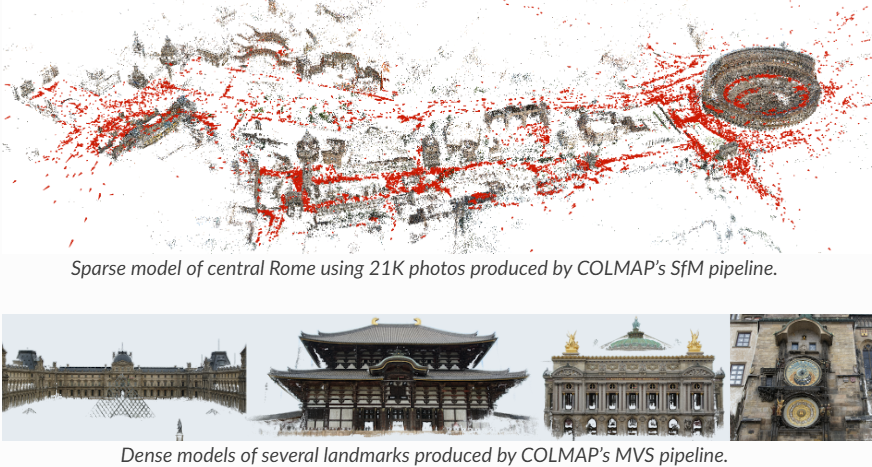 Sparse model of central Rome using 21K photos produced by COLMAP's SfM pipeline.
Dense models of several landmarks produced by COLMAP's MVS pipeline.